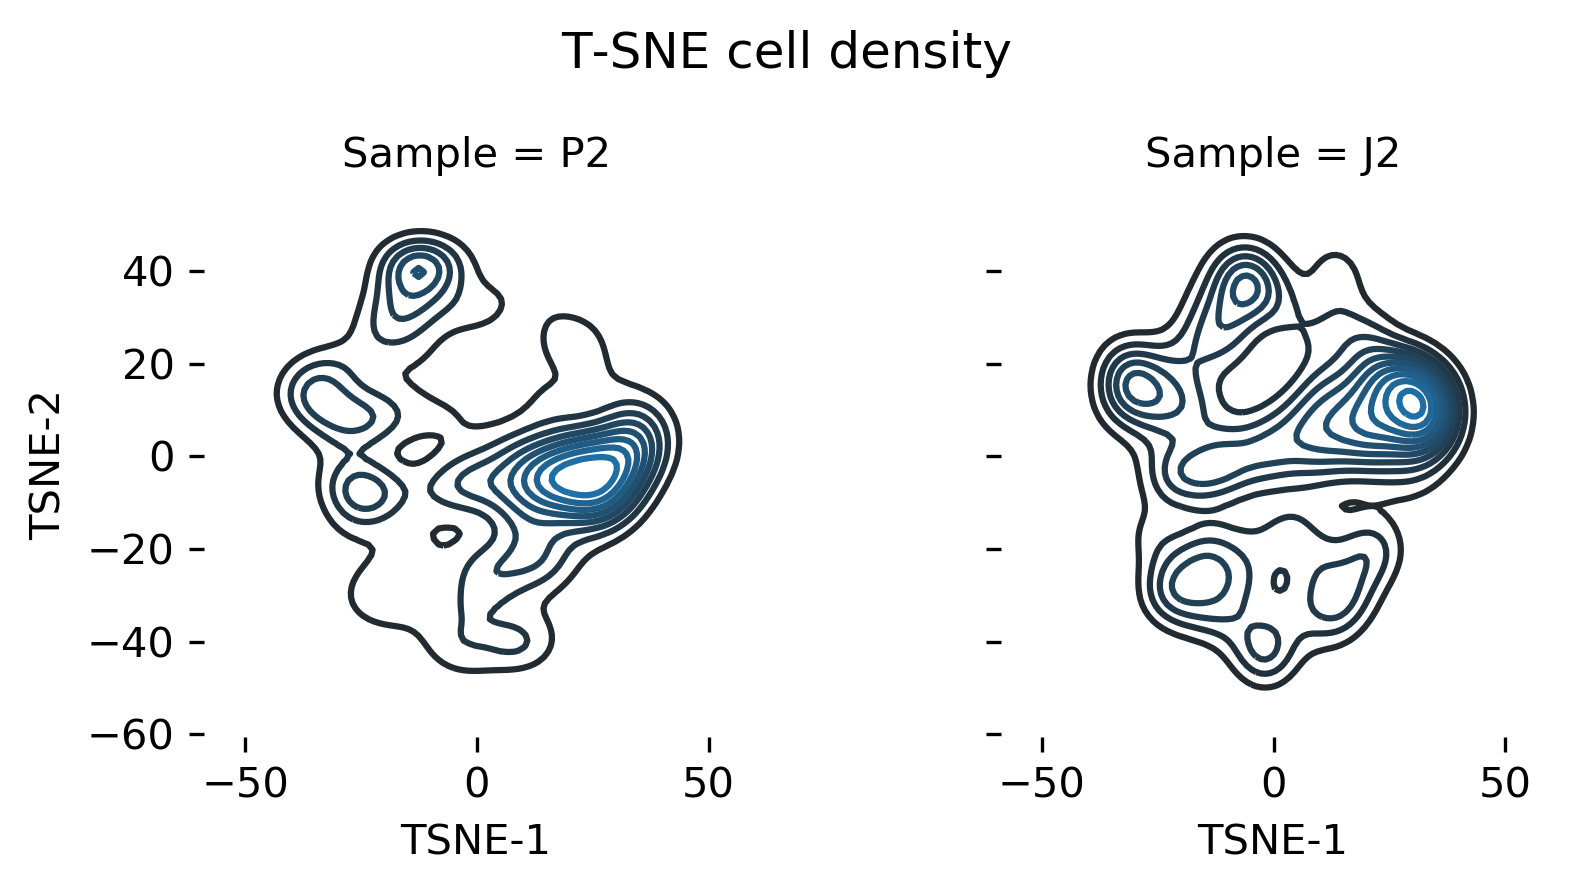 T-SNE cell density
Sample = P2
Sample = J2
40
20
0
−20
−40
−60
TSNE-2
−50 0 50
−50 0 50
TSNE-1
TSNE-1